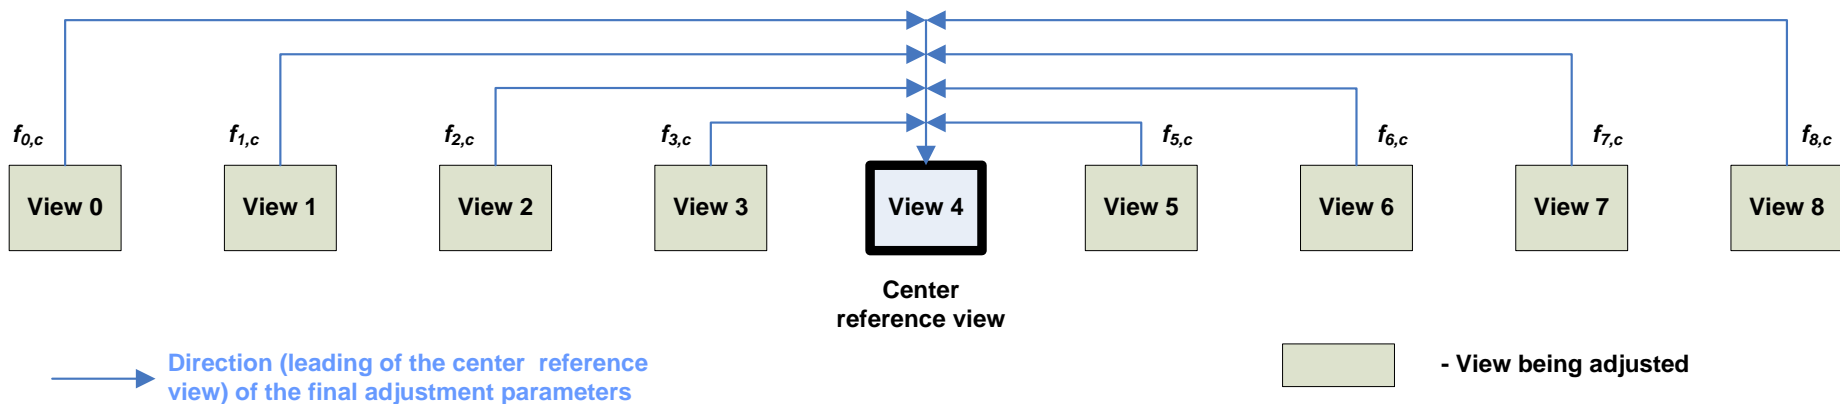 f0,c f1,c f2,c f3,c f5,c f6,c f7,c f8,c
View 0 View 1 View 2 View 3 View 4 View 5 View 6 View 7 View 8
Center
reference view
Direction (leading of the center reference
view) of the final adjustment parameters
- View being adjusted